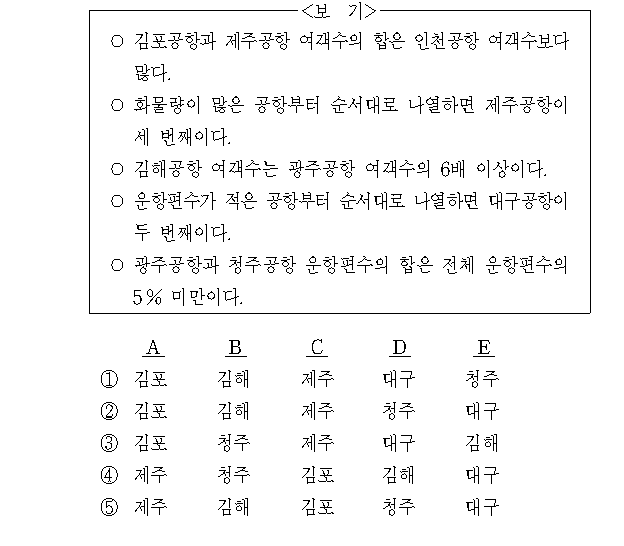 <보 기>
○ 김포공항과 제주공항 여객수의 합은 인천공항 여객수보다
많다.
○ 화물량이 많은 공항부터 순서대로 나열하면 제주공항이
세 번째이다.
○ 김해공항 여객수는 광주공항 여객수의 6배 이상이다.
○ 운항편수가 적은 공항부터 순서대로 나열하면 대구공항이
두 번째이다.
○ 광주공항과 청주공항 운항편수의 합은 전체 운항편수의
5% 미만이다.
A B C D E
① 김포 김해 제주 대구 청주
② 김포 김해 제주 청주 대구
③ 김포 청주 제주 대구 김해
④ 제주 청주 김포 김해 대구
⑤ 제주 김해 김포 청주 대구